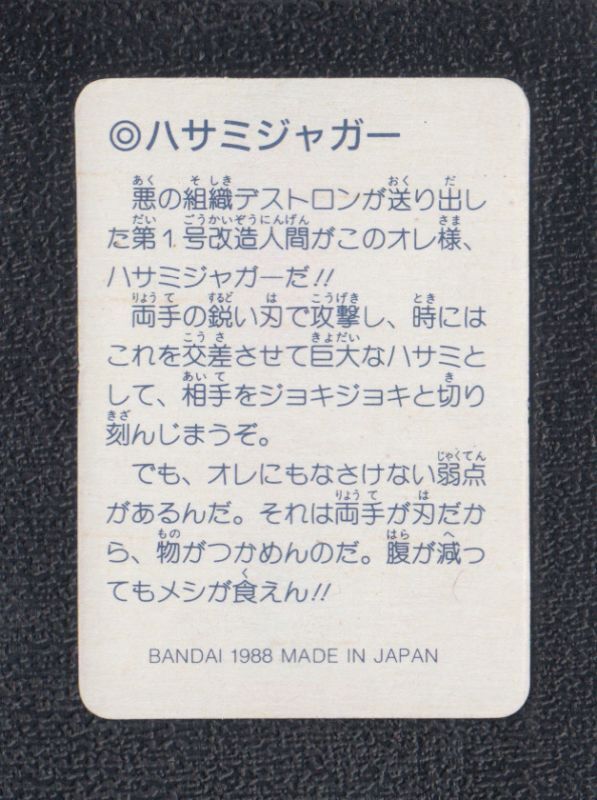 ◎ハサミジャガー
悪の組織デストロンが送り出し
た第１号改造人間がこのオレ様、
ハサミジャガーだ!!
両手の鋭い刃で攻撃し、時には
これを交差させて巨大なハサミと
して、相手をジョキジョキと切り
刻んじまうぞ。
でも、オレにもなさけない弱点
があるんだ。それは両手が刃だか
ら、物がつかめんのだ。腹が減っ
てもメシが食えん!!
BANDAI 1988 MADE IN JAPAN